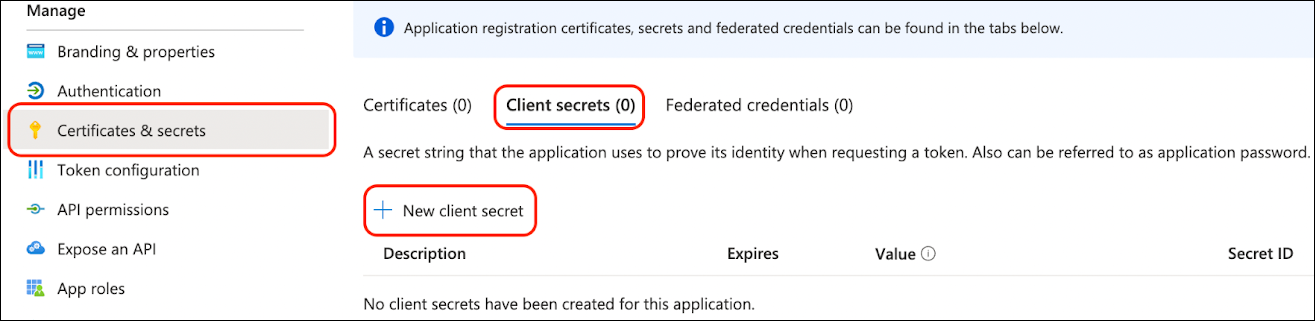 Manage
Branding & properties
Authentication
Certificates & secrets
Token configuration
API permissions
Expose an API
App roles
Application registration certificates, secrets and federated credentials can be found in the tabs below.
Certificates (0) Client secrets (0) Federated credentials (0)
A secret string that the application uses to prove its identity when requesting a token. Also can be referred to as application password.
New client secret
Description Expires Value Secret ID
No client secrets have been created for this application.